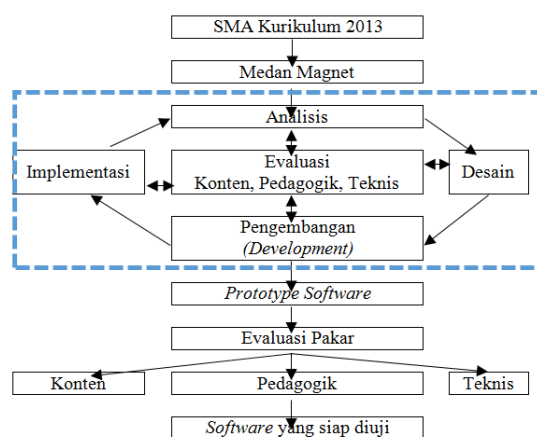 SMA Kurikulum 2013
Medan Magnet
Analisis
Implementasi
Evaluasi
Konten, Pedagogik, Teknis
Desain
Pengembangan
(Development)
Prototype Software
Evaluasi Pakar
Konten
Pedagogik
Teknis
Software yang siap diuji